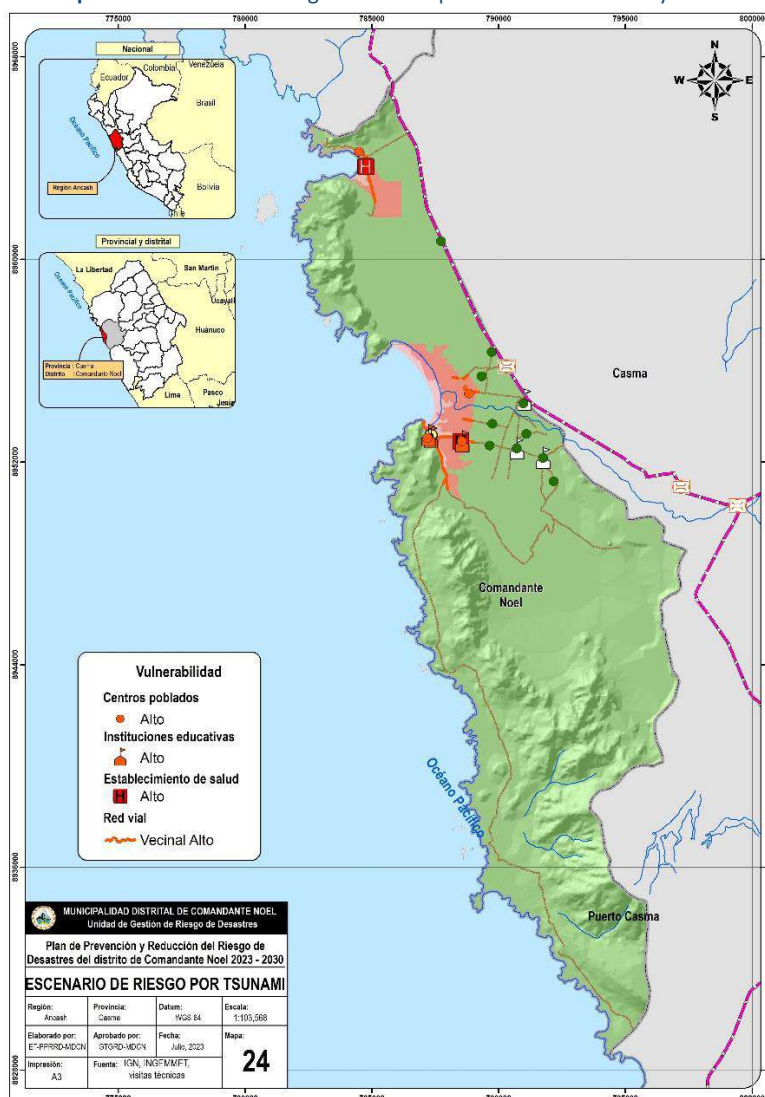 775000 780000 785000 790000 795000 800000
Nacional
Venezuela
Colombia
Ecuador
Brasil
Océano Pacífico
Bolivia
Región Ancash
Chile
Provincial y distrital
La Libertad
San Martin
Ucayali
Océano Pacífico
Huánuco
Provincia : Casma
Distrito : Comandante Noel
Lima
Pasco
N
W E
S
H
Casma
Comandante
Noel
Océano Pacífico
Puerto Casma
8960000
8952000
8944000
8936000
8928000
Vulnerabilidad
Centros poblados
Alto
Instituciones educativas
Alto
Establecimiento de salud
H Alto
Red vial
Vecinal Alto
MUNICIPALIDAD DISTRITAL DE COMANDANTE NOEL
Unidad de Gestión de Riesgo de Desastres
Plan de Prevención y Reducción del Riesgo de
Desastres del distrito de Comandante Noel 2023 - 2030
ESCENARIO DE RIESGO POR TSUNAMI
Región: Provincia: Datum: Escala:
Ancash Casma WGS 84 1:103,568
Elaborado por: Aprobado por: Fecha: Mapa:
ET-PPRRD-MDCN GTGRD-MDCN Julio, 2023 24
Impresión: Fuente: IGN, INGEMMET,
A3 visitas técnicas